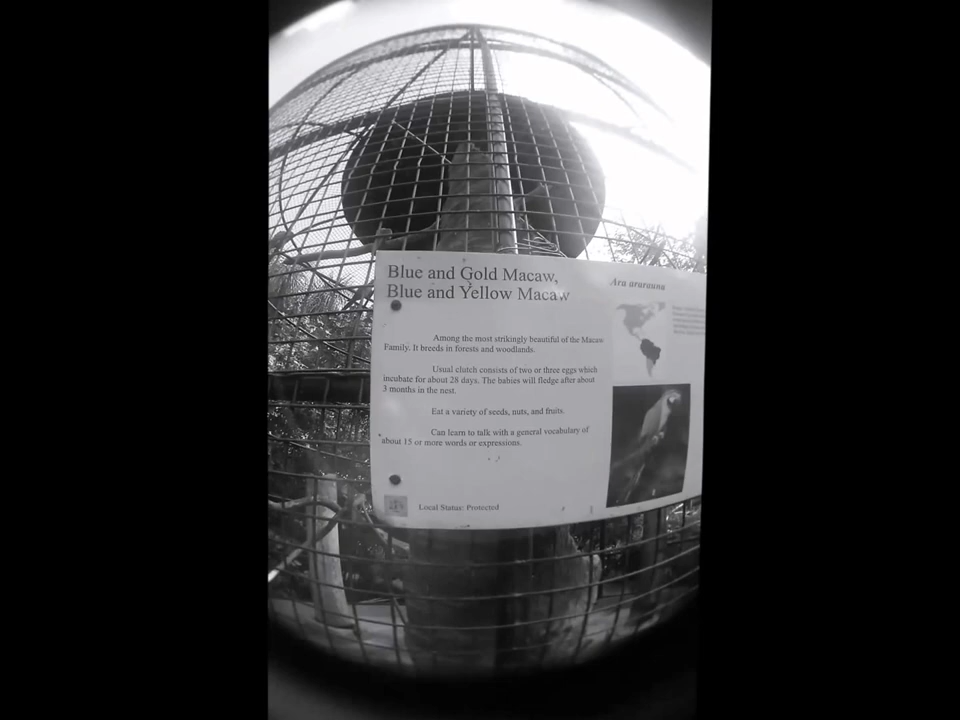 Blue and Gold Macaw,
Blue and Yellow Macaw
Ara ararauna
Among the most strikingly beautiful of the Macaw
Family. It breeds in forests and woodlands.
Usual clutch consists of two or three eggs which
incubate for about 28 days. The babies will fledge after about
3 months in the nest.
Eat a variety of seeds, nuts, and fruits.
Can learn to talk with a general vocabulary of
about 15 or more words or expressions.
Local Status: Protected